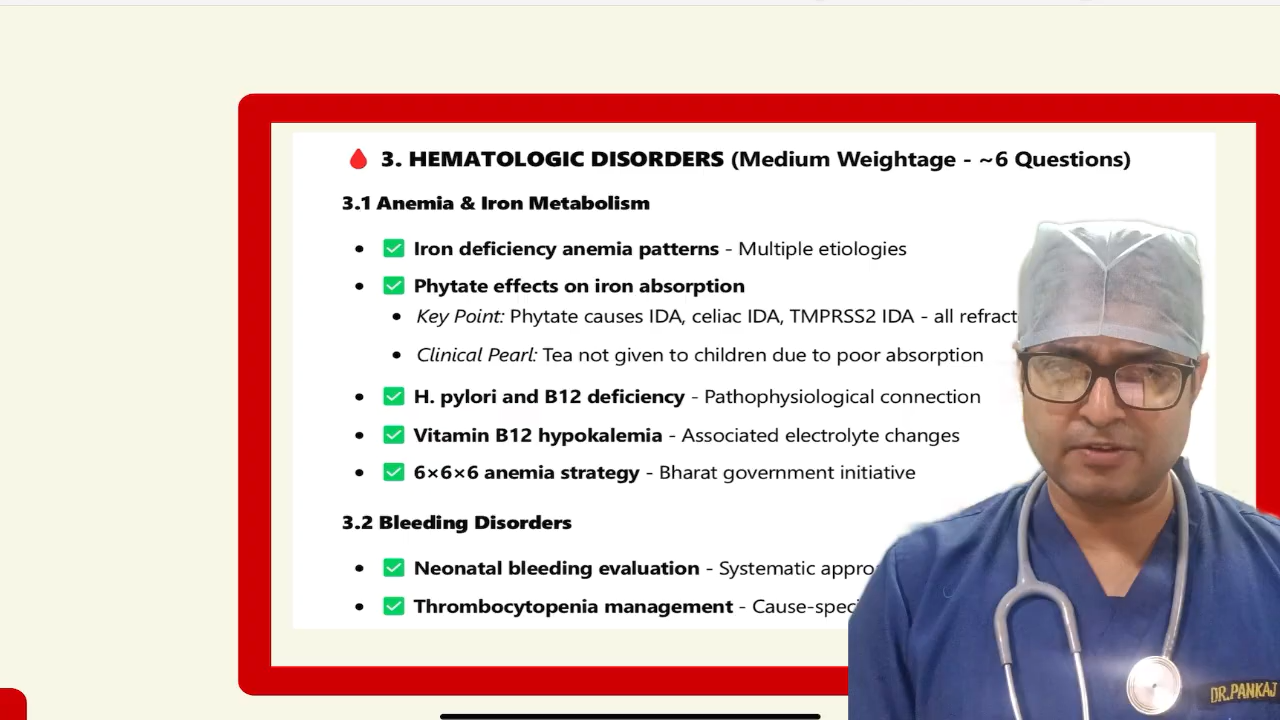 3. HEMATOLOGIC DISORDERS (Medium Weightage - ~6 Questions)
3.1 Anemia & Iron Metabolism
• ✅ Iron deficiency anemia patterns - Multiple etiologies
• ✅ Phytate effects on iron absorption
• Key Point: Phytate causes IDA, celiac IDA, TMPRSS2 IDA - all
• Clinical Pearl: Tea not given to children due to poor absorption
• ✅ H. pylori and B12 deficiency - Pathophysiological connection
• ✅ Vitamin B12 hypokalemia - Associated electrolyte changes
• ✅ 6×6×6 anemia strategy - Bharat government initiative
3.2 Bleeding Disorders
• ✅ Neonatal bleeding evaluation - Systematic
• ✅ Thrombocytopenia management -
DR.PANKAJ